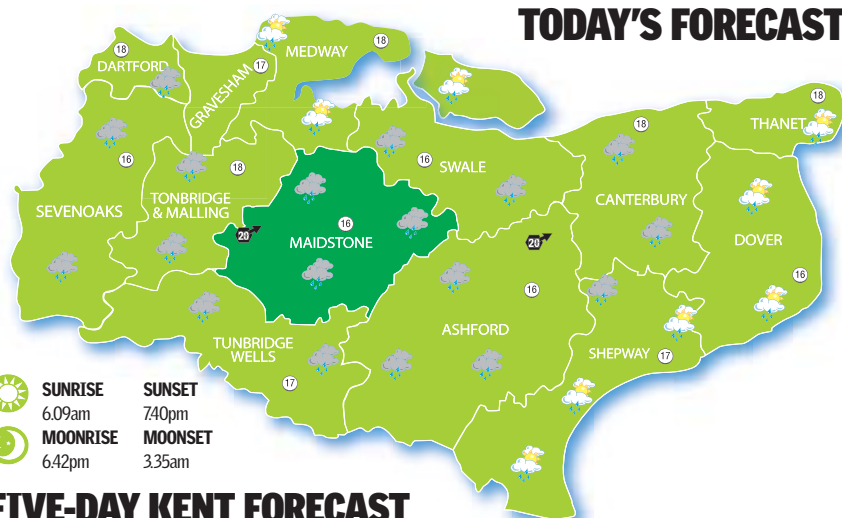 TODAY'S FORECAST
18
MEDWAY
18
DARTFORD
17
GRAVESHAM
18
THANET
18
16
18
16
SWALE
SEVENOAKS
TONBRIDGE
& MALLING
CANTERBURY
16
20
MAIDSTONE
20
DOVER
16
16
ASHFORD
TUNBRIDGE
WELLS
SHEPWAY
17
17
SUNRISE SUNSET
6.09am 7.40pm
MOONRISE MOONSET
6.42pm 3.35am
FIVE-DAY KENT FORECAST